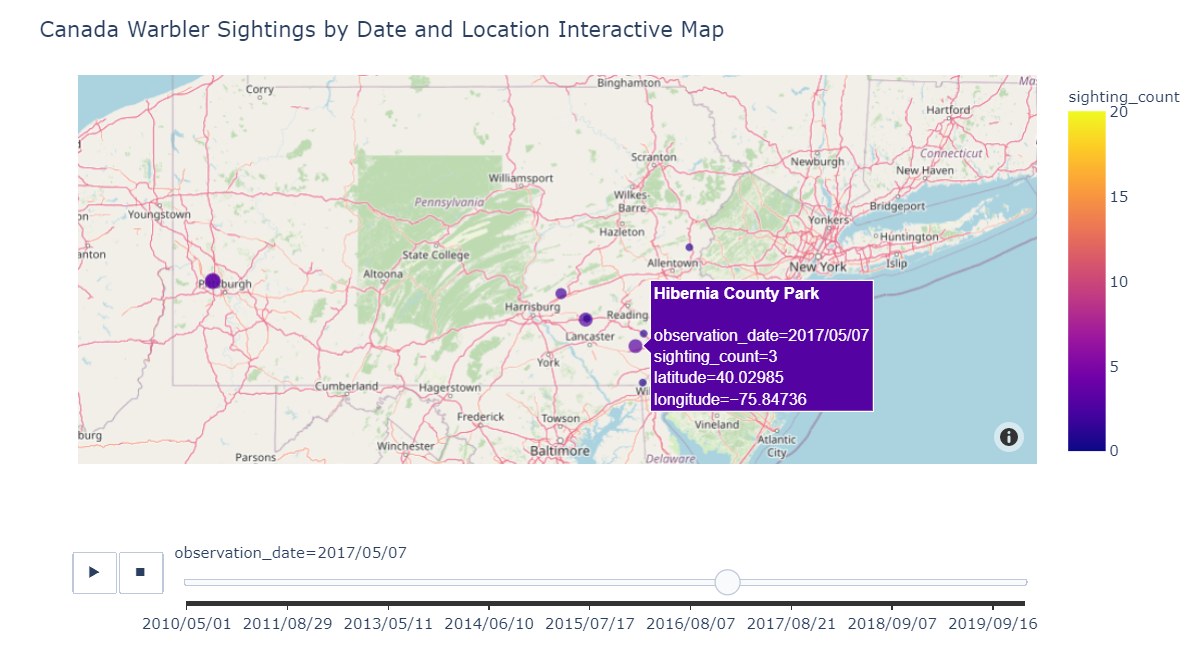 Canada Warbler Sightings by Date and Location Interactive Map
sighting_count
20
15
10
5
0
Corry
Binghamton
Hartford
Connecticut
Scranton
Newburgh
New Haven
Williamsport
Wilkes-
Barre
Pennsylvania
Bridgeport
Youngstown
Yonkers
Hazleton
Huntington
State College
anton
Allentown
New York
Islip
Altoona
Harrisburg
Reading
Lancaster
York
Cumberland
Hagerstown
Frederick
Towson
Vineland
Atlantic
City
burg
Winchester
Baltimore
Parsons
Delaware
Hibernia County Park
observation_date=2017/05/07
sighting_count=3
latitude=40.02985
longitude=−75.84736
observation_date=2017/05/07
2010/05/01 2011/08/29 2013/05/11 2014/06/10 2015/07/17 2016/08/07 2017/08/21 2018/09/07 2019/09/16